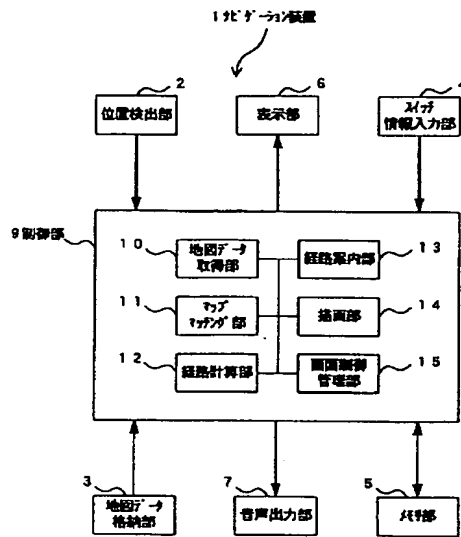 1 ナビゲーション装置
2
6
4
位置検出部
表示部
スイッチ
情報入力部
9 制御部
10
地図データ
取得部
経路案内部
13
11
マップ
マッチング部
描画部
14
12
経路計算部
画面制御
管理部
15
3
地図データ
格納部
7
音声出力部
5
メモリ部